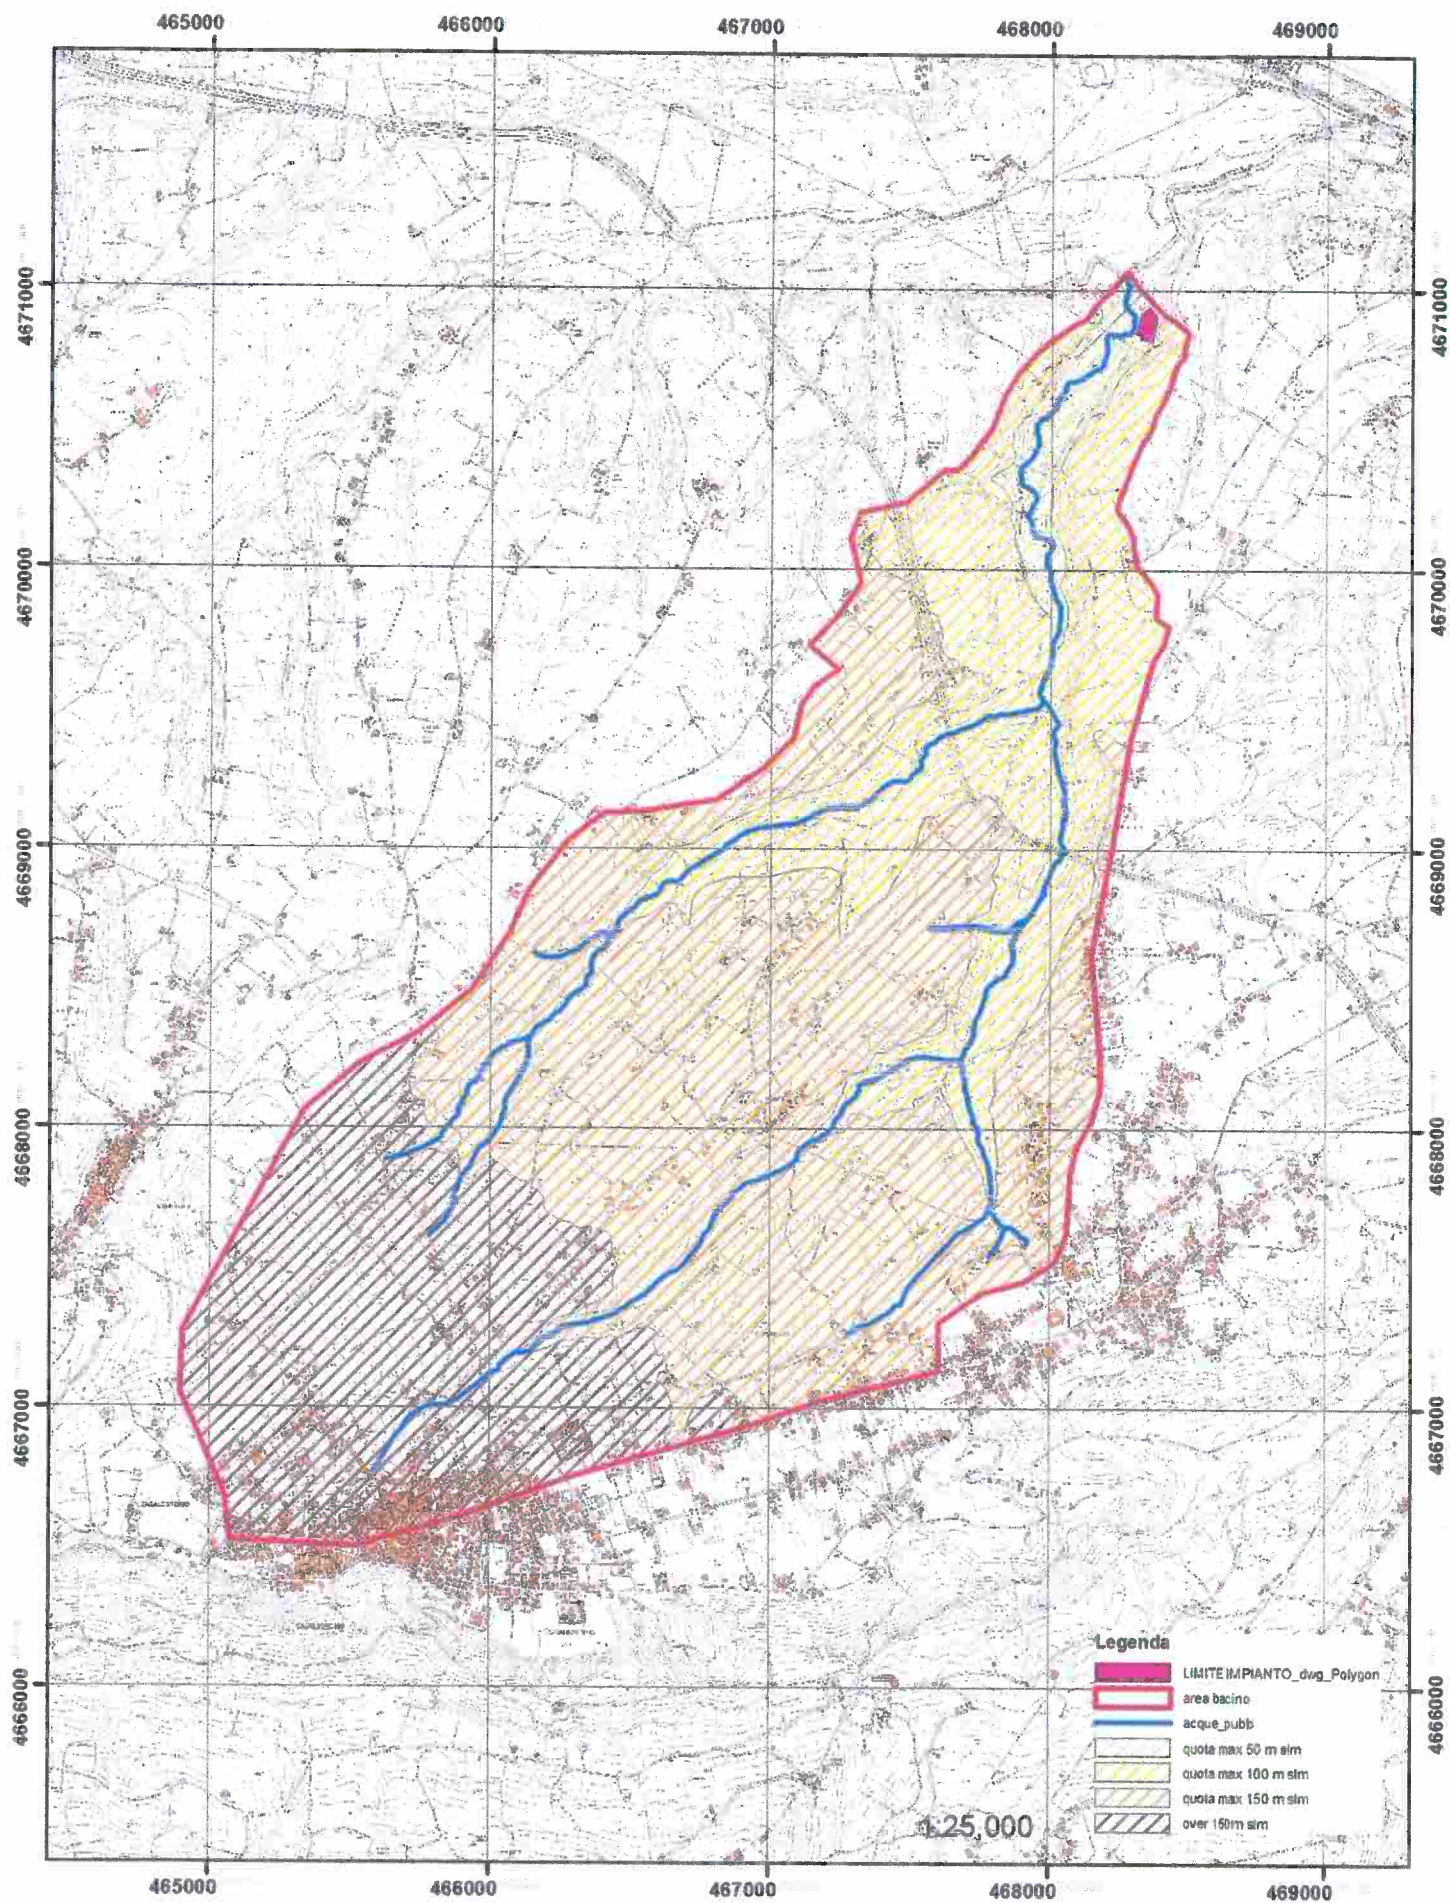 465000 466000 467000 468000 469000
4671000 4671000
4670000 4670000
4669000 4669000
4668000 4668000
4667000 4667000
4666000 4666000
Legenda
LIMITEIMPIANTO_dwg_Polygon
area bacino
acque_pubb
quota max 50 m slm
quota max 100 m slm
quota max 150 m slm
over 150m slm
1:25,000
465000 466000 467000 468000 469000